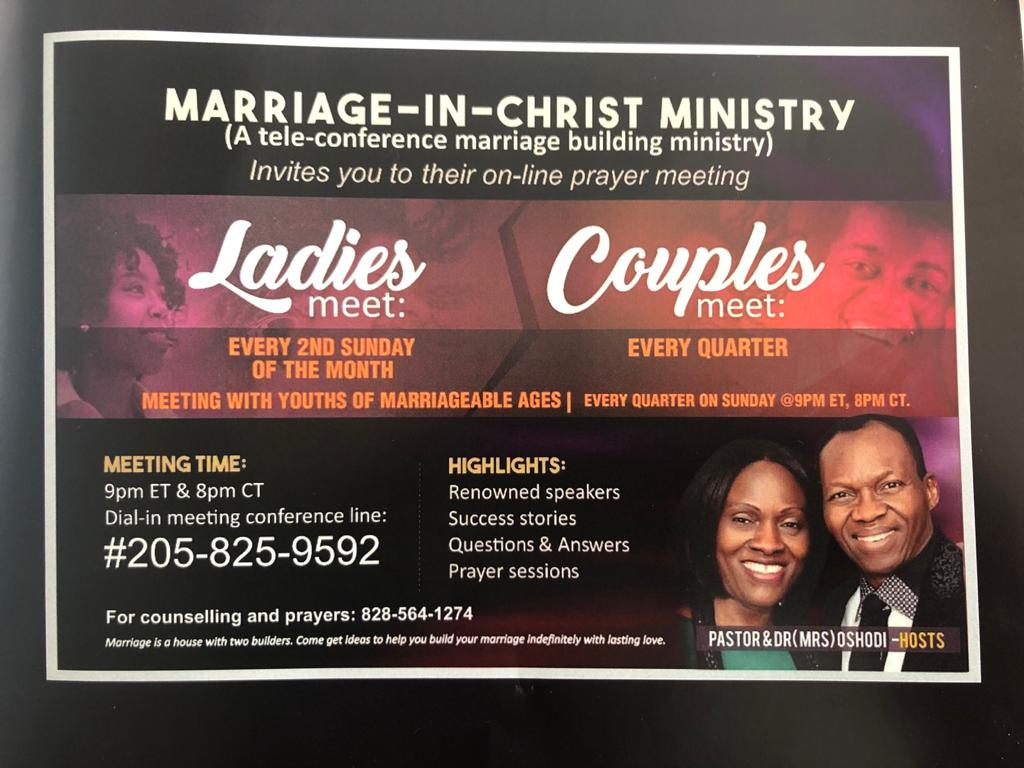 MARRIAGE-IN-CHRIST MINISTRY
(A tele-conference marriage building ministry)
Invites you to their on-line prayer meeting
Ladies
meet:
EVERY 2ND SUNDAY
OF THE MONTH
Couples
meet:
EVERY QUARTER
MEETING WITH YOUTHS OF MARRIAGEABLE AGES | EVERY QUARTER ON SUNDAY @9PM ET, 8PM CT.
MEETING TIME:
9pm ET & 8pm CT
Dial-in meeting conference line:
#205-825-9592
HIGHLIGHTS:
Renowned speakers
Success stories
Questions & Answers
Prayer sessions
For counselling and prayers: 828-564-1274
Marriage is a house with two builders. Come get ideas to help you build your marriage indefinitely with lasting love.
PASTOR & DR(MRS) OSHODI -HOSTS